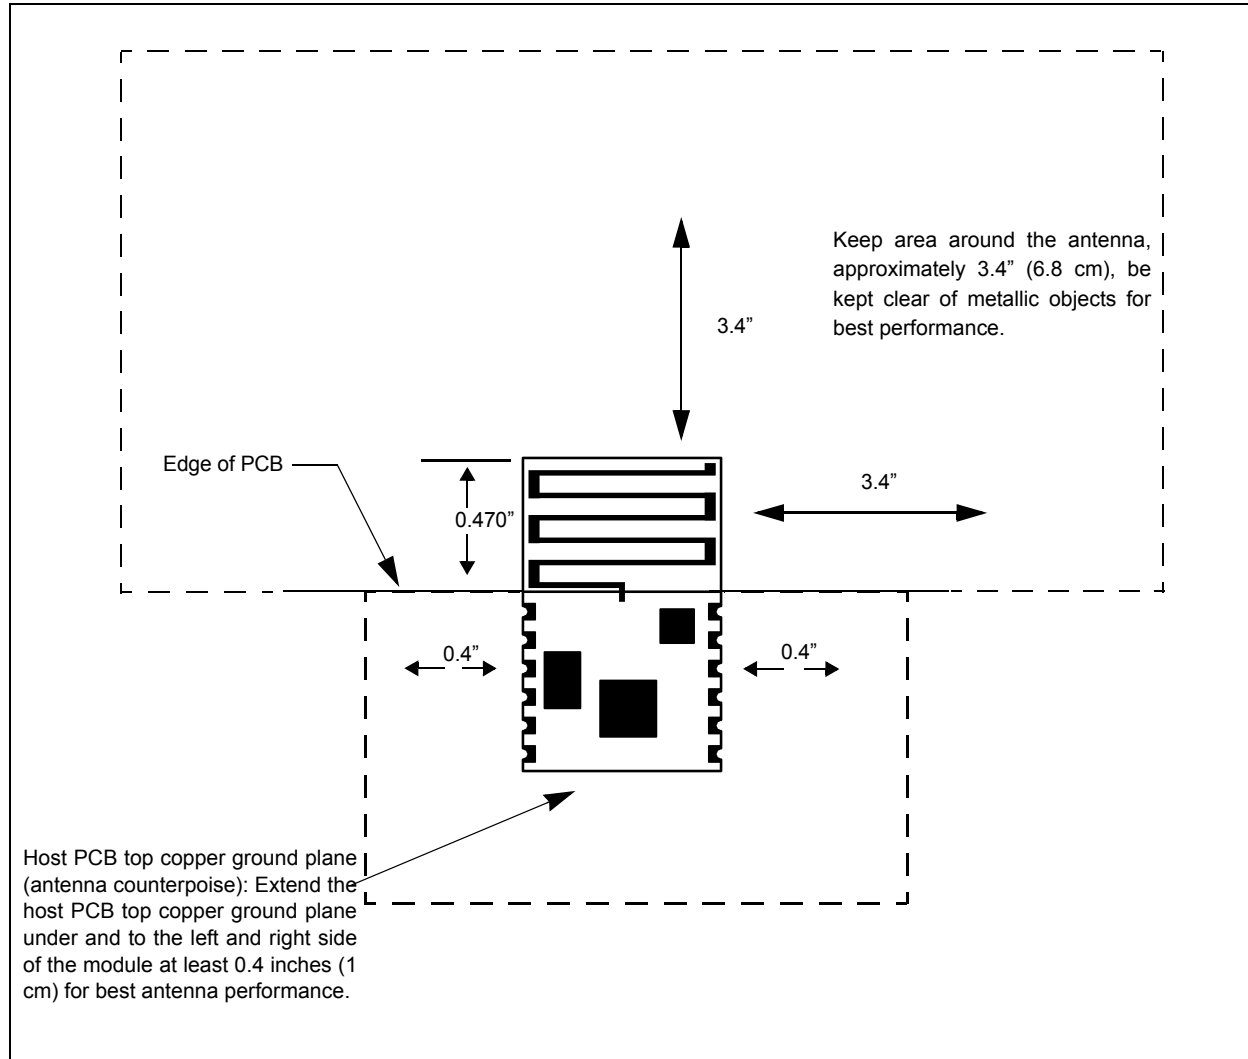 Keep area around the antenna,
approximately 3.4” (6.8 cm), be
kept clear of metallic objects for
best performance.
3.4”
Edge of PCB
3.4”
0.470”
0.4”
0.4”
Host PCB top copper ground plane
(antenna counterpoise): Extend the
host PCB top copper ground plane
under and to the left and right side
of the module at least 0.4 inches (1
cm) for best antenna performance.